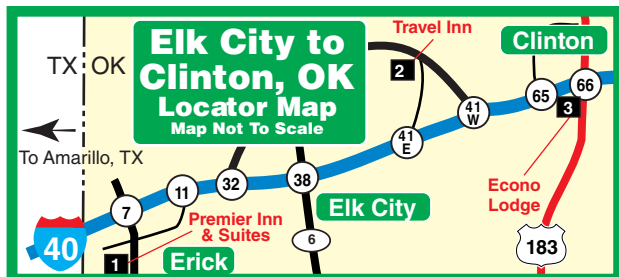 Elk City to
Clinton, OK
Locator Map
Map Not To Scale
TX OK
To Amarillo, TX
Travel Inn
2
Clinton
66
65
3
41
W
41
E
38
32
11
7
Premier Inn
& Suites
Elk City
6
Econo
Lodge
183
40
1
Erick